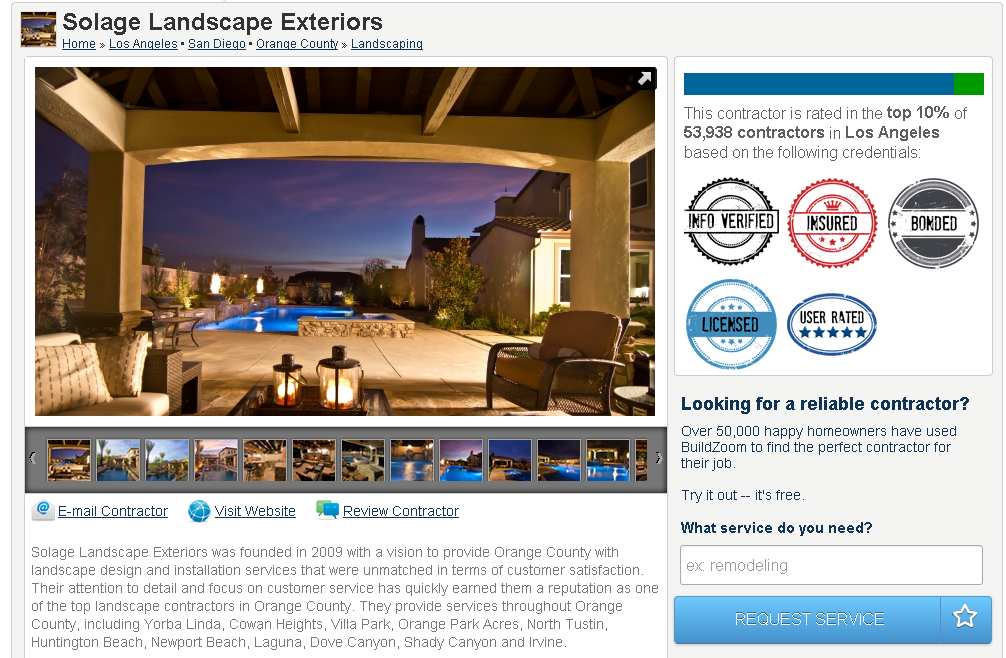 Solage Landscape Exteriors
Home » Los Angeles • San Diego • Orange County » Landscaping
This contractor is rated in the top 10% of
53,938 contractors in Los Angeles
based on the following credentials:
INFO VERIFIED
INSURED
BONDED
LICENSED
USER RATED
Looking for a reliable contractor?
Over 50,000 happy homeowners have used
BuildZoom to find the perfect contractor for
their job.
Try it out -- it's free.
What service do you need?
ex: remodeling
REQUEST SERVICE
E-mail Contractor
Visit Website
Review Contractor
Solage Landscape Exteriors was founded in 2009 with a vision to provide Orange County with
landscape design and installation services that were unmatched in terms of customer satisfaction.
Their attention to detail and focus on customer service has quickly earned them a reputation as one
of the top landscape contractors in Orange County. They provide services throughout Orange
County, including Yorba Linda, Cowan Heights, Villa Park, Orange Park Acres, North Tustin,
Huntington Beach, Newport Beach, Laguna, Dove Canyon, Shady Canyon and Irvine.